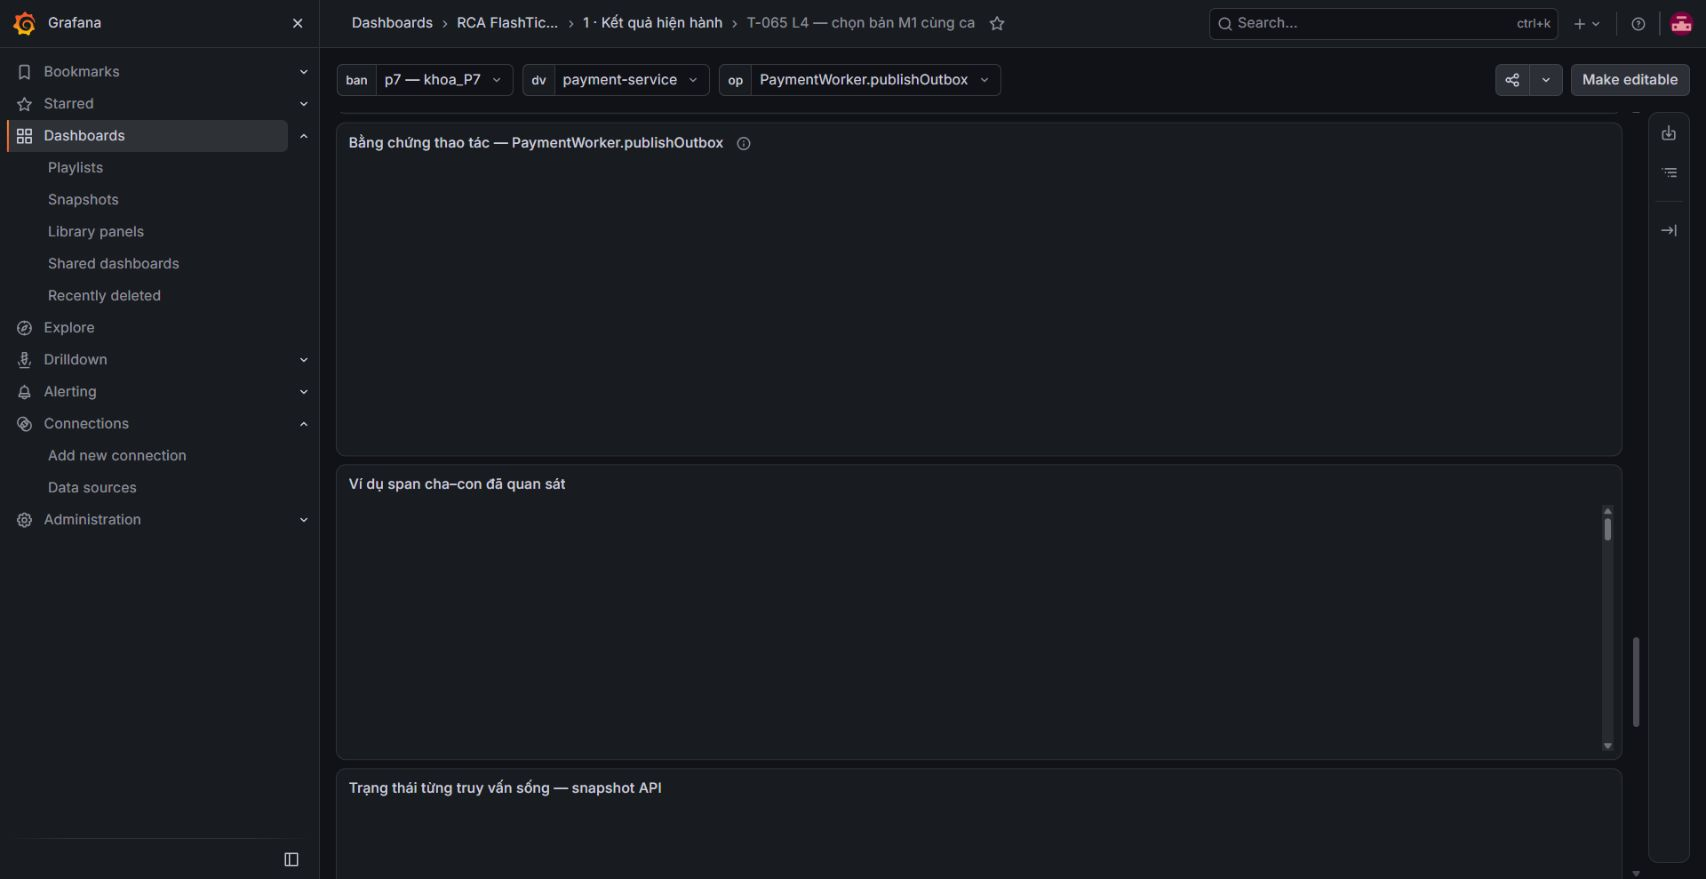 Grafana
Dashboards › RCA FlashTic... › 1 · Kết quả hiện hành › T-065 L4 — chọn bản M1 cùng ca
Search...
ctrl+k
Bookmarks
Starred
Dashboards
Playlists
Snapshots
Library panels
Shared dashboards
Recently deleted
Explore
Drilldown
Alerting
Connections
Add new connection
Data sources
Administration
ban p7 — khoa_P7
dv payment-service
op PaymentWorker.publishOutbox
Make editable
Bằng chứng thao tác — PaymentWorker.publishOutbox
Ví dụ span cha–con đã quan sát
Trạng thái từng truy vấn sống — snapshot API